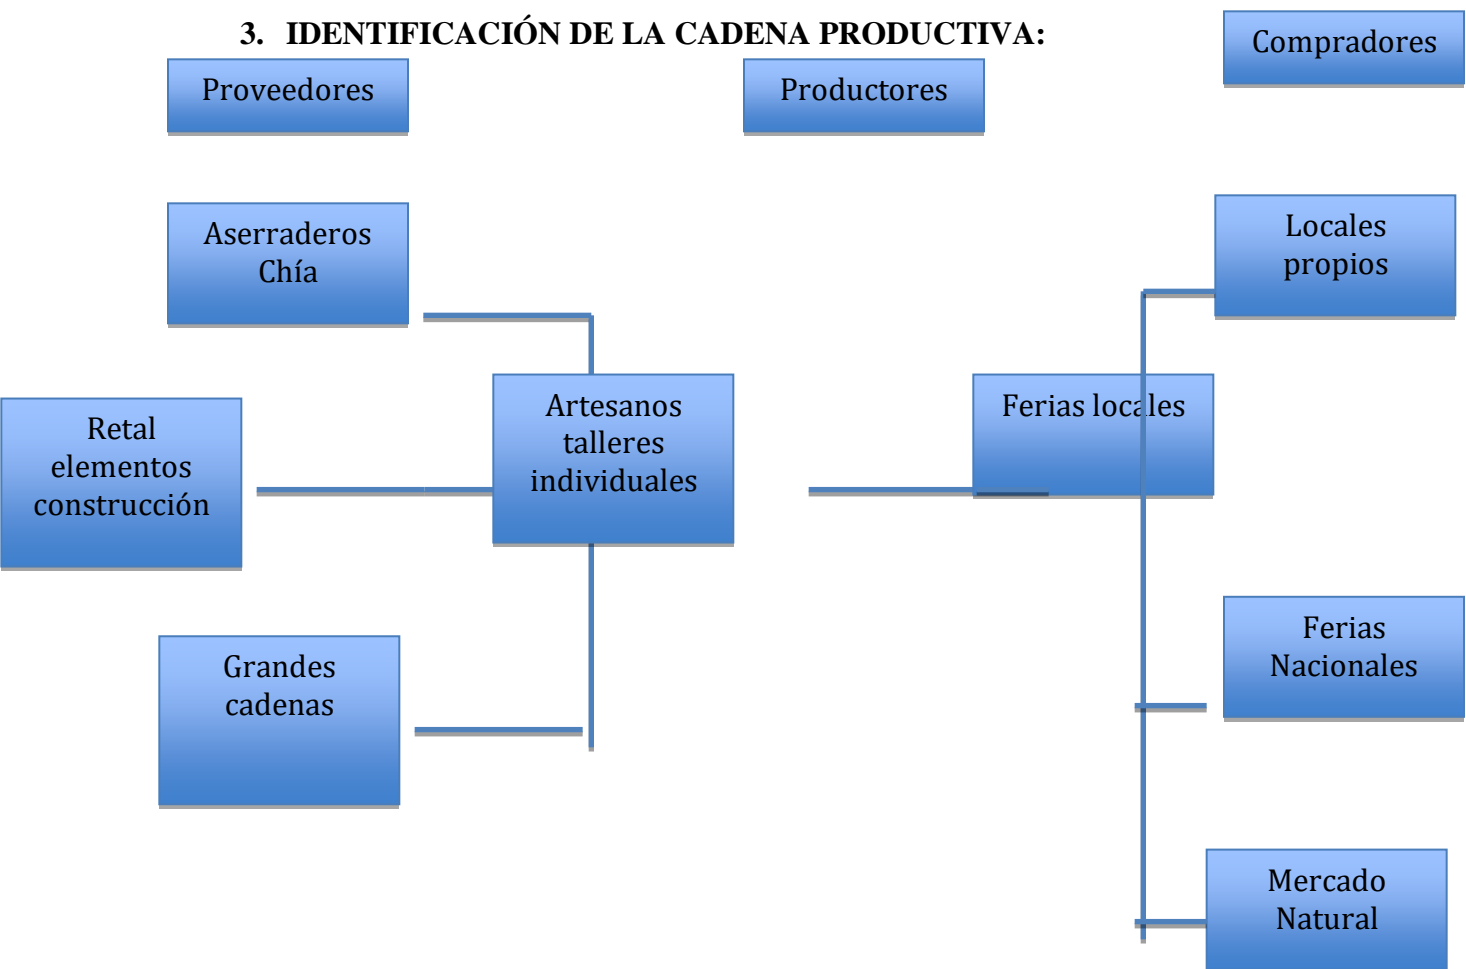 3. IDENTIFICACIÓN DE LA CADENA PRODUCTIVA:
Proveedores
Productores
Compradores
Aserraderos
Chía
Retal
elementos
construcción
Grandes
cadenas
Artesanos
talleres
individuales
Ferias locales
Locales
propios
Ferias
Nacionales
Mercado
Natural